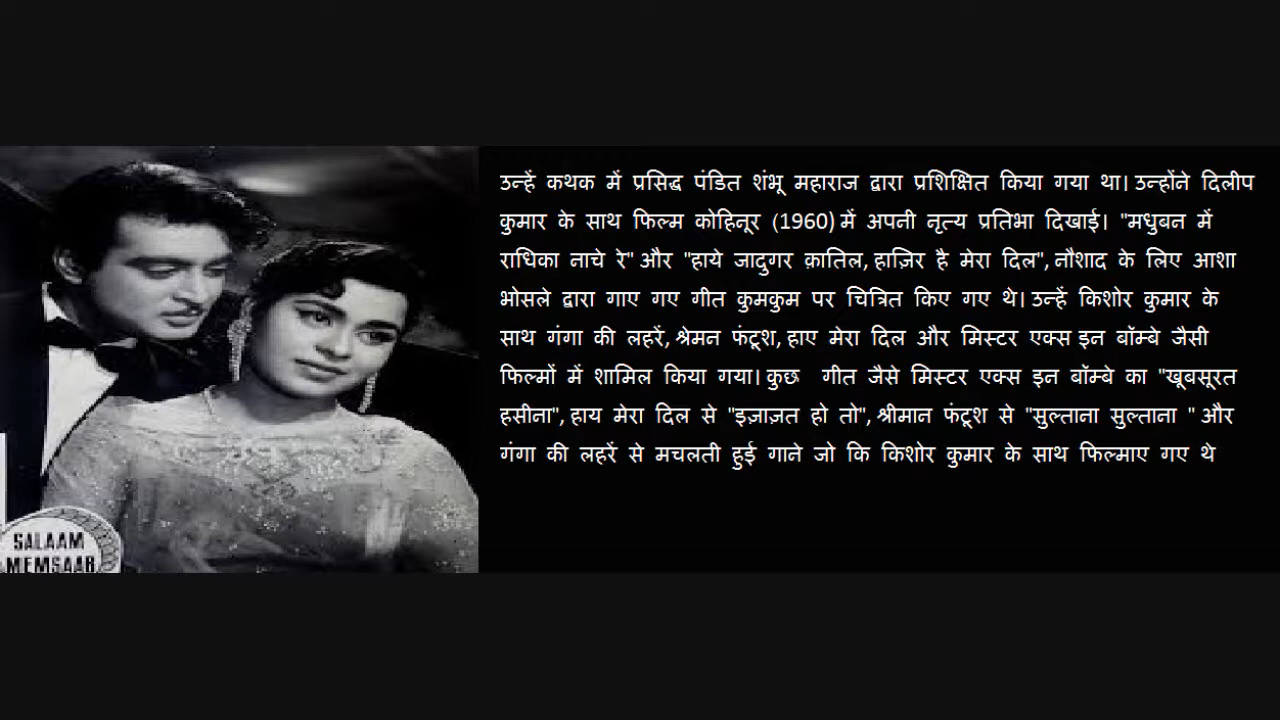 उन्हें कथक में प्रसिद्ध पंडित शंभू महाराज द्वारा प्रशिक्षित किया गया था। उन्होंने दिलीप
कुमार के साथ फिल्म कोहिनूर (1960) में अपनी नृत्य प्रतिभा दिखाई। "मधुबन में
राधिका नाचे रे" और "हाये जादुगर क़ातिल, हाज़िर है मेरा दिल", नौशाद के लिए आशा
भोसले द्वारा गाए गए गीत कुमकुम पर चित्रित किए गए थे। उन्हें किशोर कुमार के
साथ गंगा की लहरें, श्रेमन फंटूश, हाए मेरा दिल और मिस्टर एक्स इन बॉम्बे जैसी
फिल्मों में शामिल किया गया। कुछ गीत जैसे मिस्टर एक्स इन बॉम्बे का "खूबसूरत
हसीना", हाय मेरा दिल से "इज़ाज़त हो तो", श्रीमान फंटूश से "सुल्ताना सुल्ताना " और
गंगा की लहरें से मचलती हुई गाने जो कि किशोर कुमार के साथ फिल्माए गए थे
SALAAM
MEMSAAB